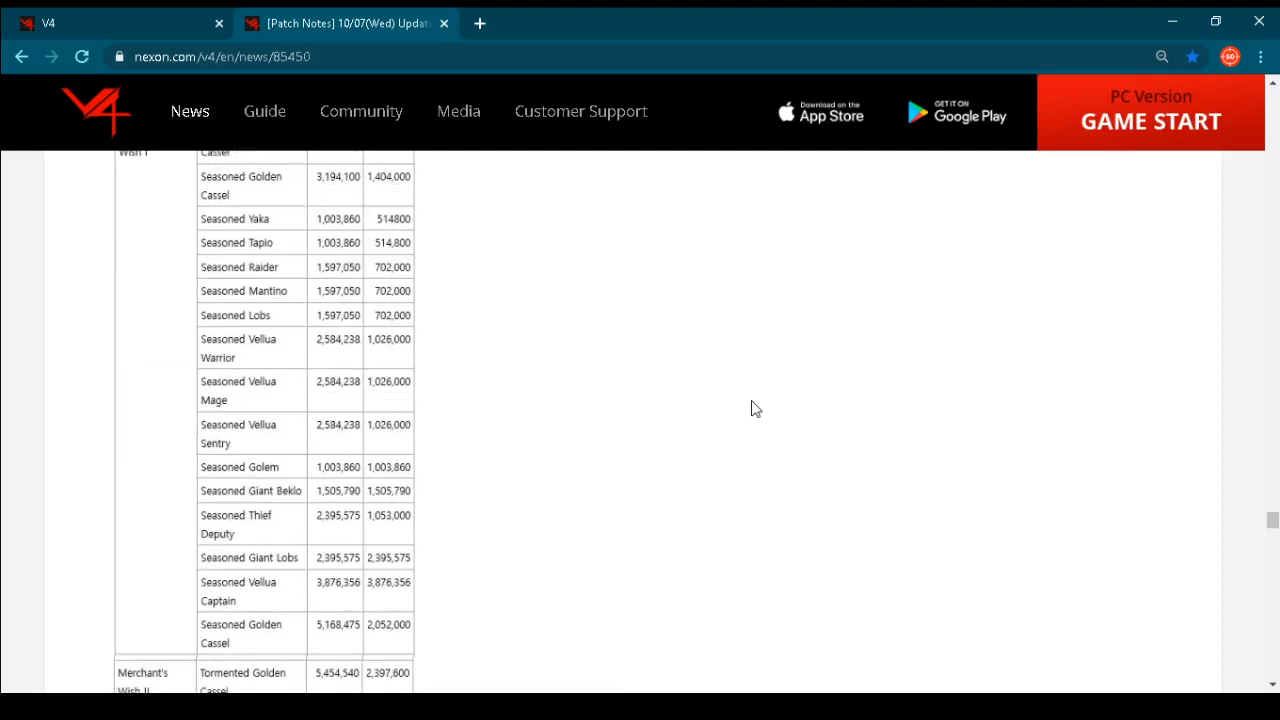 V4
[Patch Notes] 10/07(Wed) Update
nexon.com/v4/en/news/85450
V4 News Guide Community Media Customer Support
Download on the App Store
GET IT ON Google Play
PC Version
GAME START
Wish I Cassel
Seasoned Golden Cassel 3,194,100 1,404,000
Seasoned Yaka 1,003,860 514800
Seasoned Tapio 1,003,860 514,800
Seasoned Raider 1,597,050 702,000
Seasoned Mantino 1,597,050 702,000
Seasoned Lobs 1,597,050 702,000
Seasoned Vellua Warrior 2,584,238 1,026,000
Seasoned Vellua Mage 2,584,238 1,026,000
Seasoned Vellua Sentry 2,584,238 1,026,000
Seasoned Golem 1,003,860 1,003,860
Seasoned Giant Beklo 1,505,790 1,505,790
Seasoned Thief Deputy 2,395,575 1,053,000
Seasoned Giant Lobs 2,395,575 2,395,575
Seasoned Vellua Captain 3,876,356 3,876,356
Seasoned Golden Cassel 5,168,475 2,052,000
Merchant's Wish II Tormented Golden Cassel 5,454,540 2,397,600